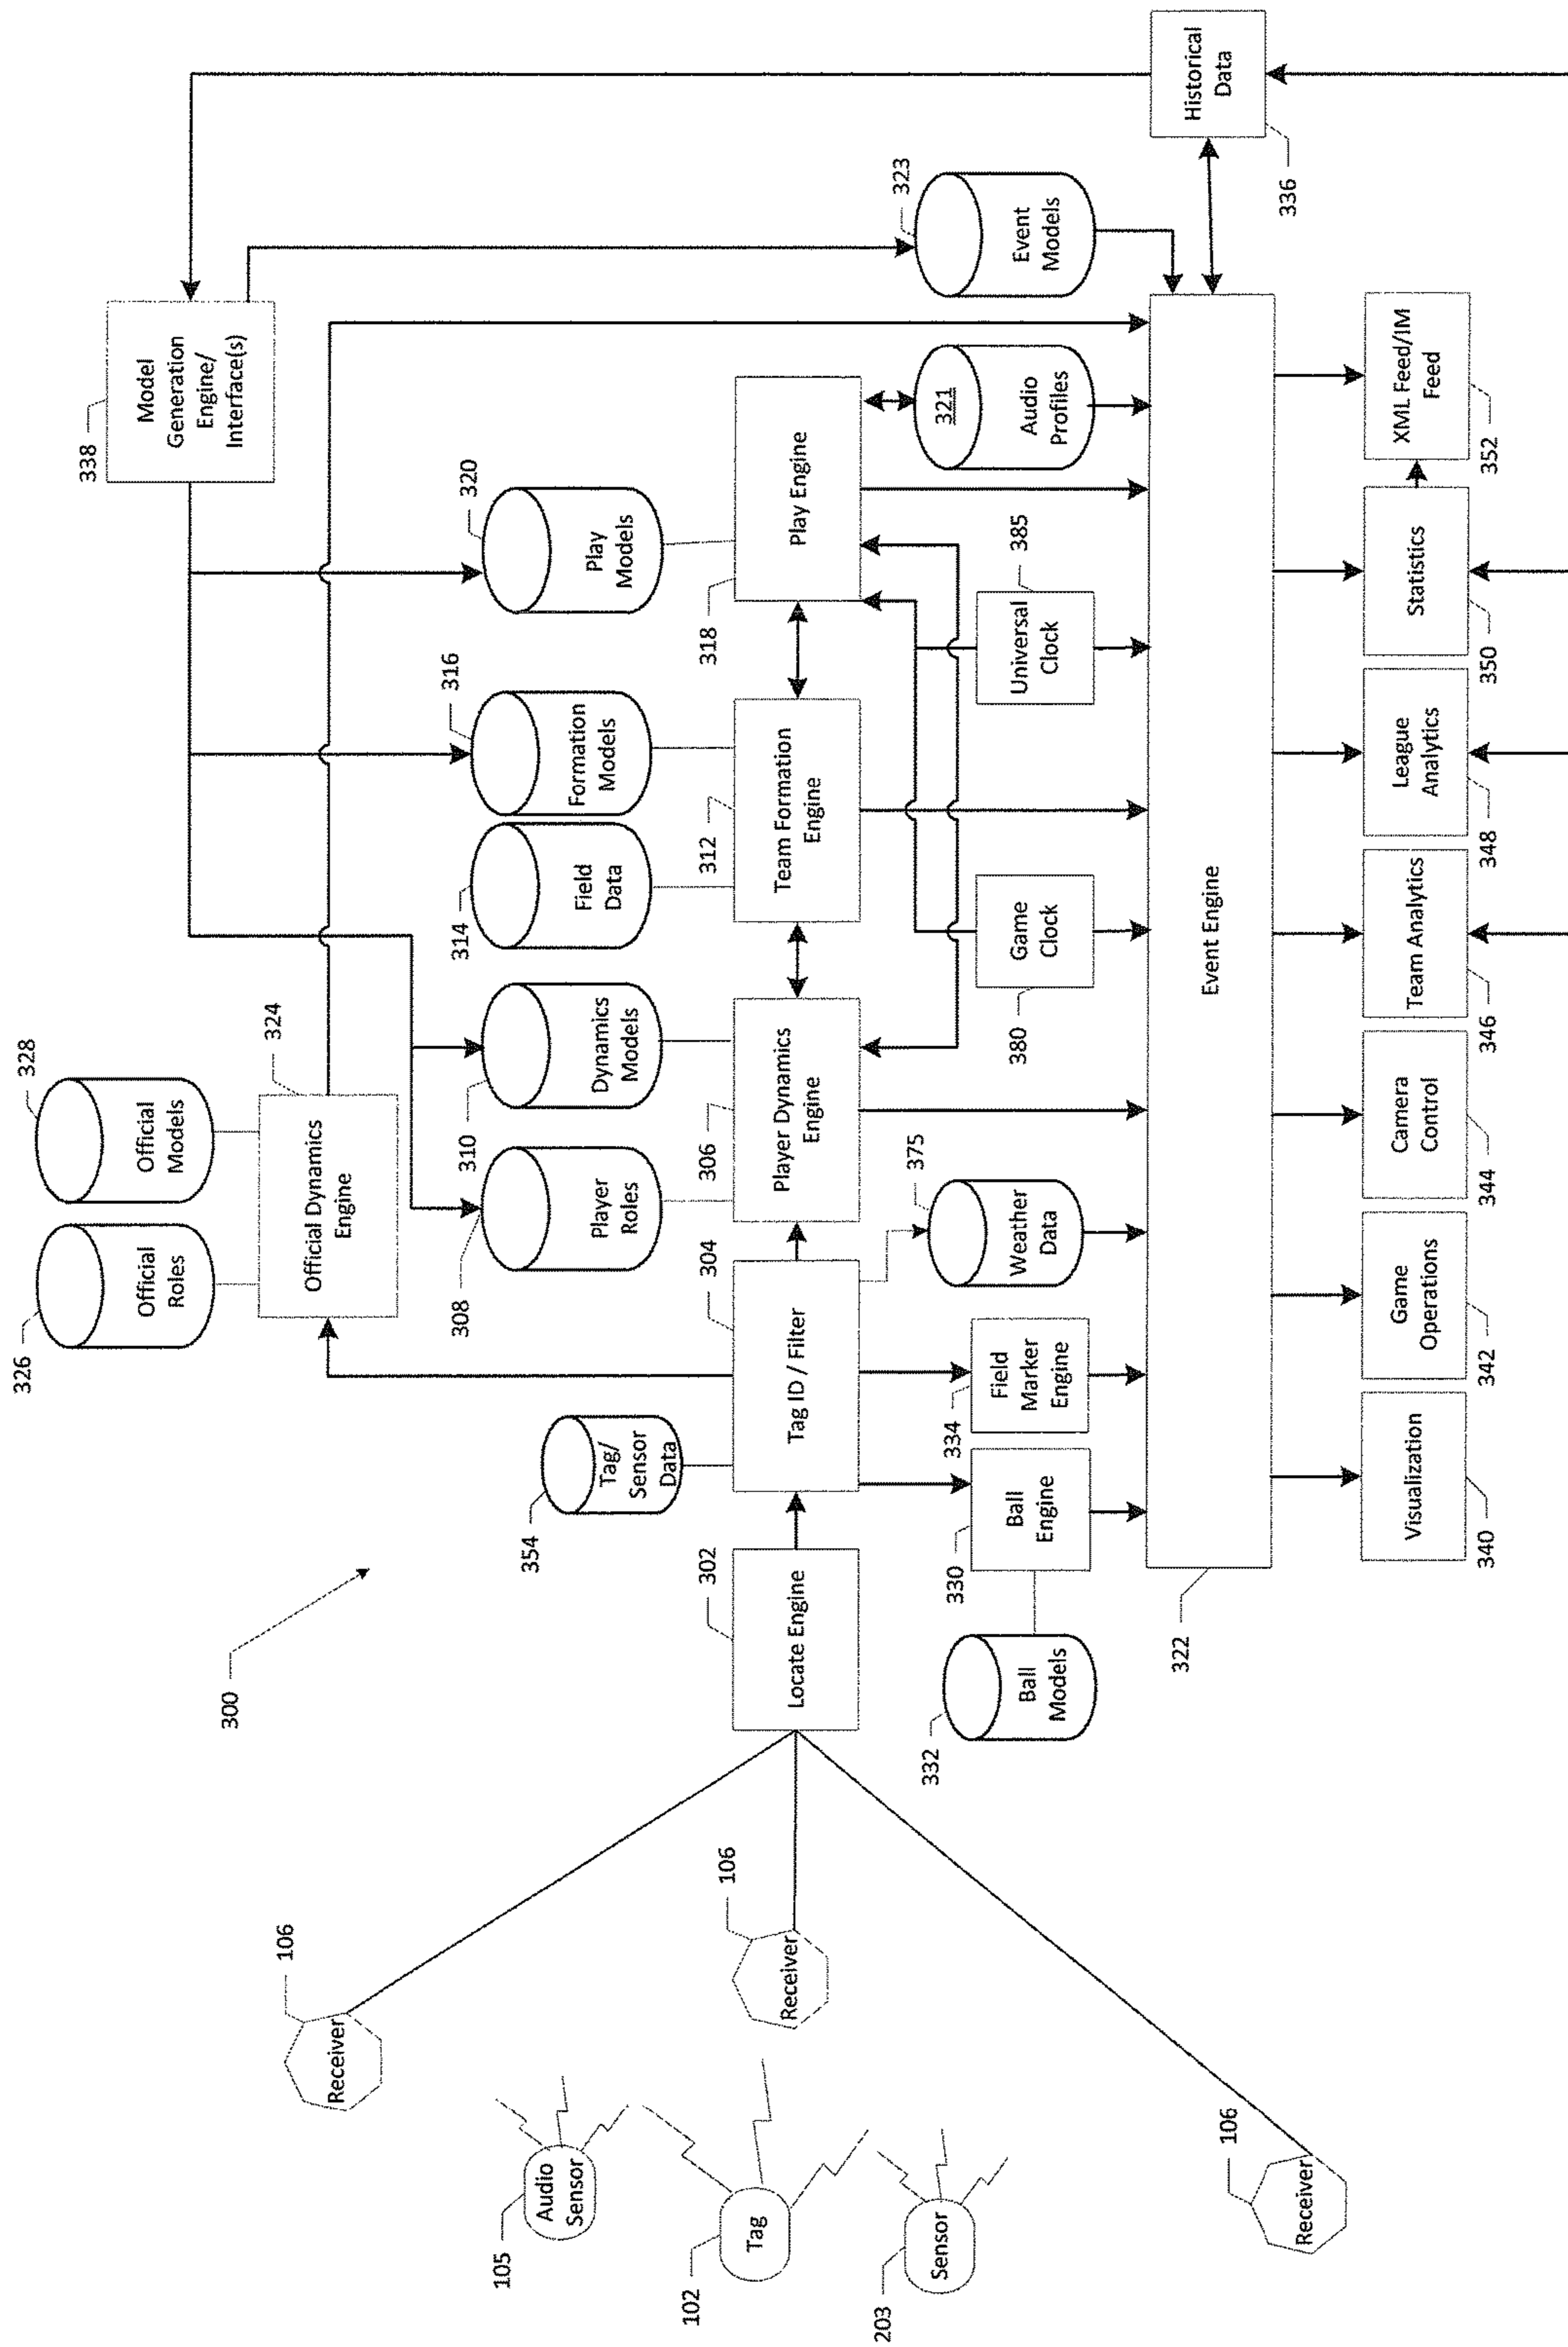 300
326
Official
Roles
328
Official
Models
324
Official Dynamics
Engine
338
Model
Generation
Engine/
Interface(s)
106
Receiver
105
Audio
Sensor
354
Tag/
Sensor
Data
308
Player
Roles
310
Dynamics
Models
314
Field
Data
316
Formation
Models
320
Play
Models
102
Tag
106
Receiver
302
Locate Engine
304
Tag ID / Filter
306
Player Dynamics
Engine
312
Team Formation
Engine
318
Play Engine
323
Event
Models
203
Sensor
332
Ball
Models
330
Ball
Engine
334
Field
Marker
Engine
375
Weather
Data
380
Game
Clock
385
Universal
Clock
321
Audio
Profiles
106
Receiver
322
Event Engine
336
Historical
Data
340
Visualization
342
Game
Operations
344
Camera
Control
346
Team Analytics
348
League
Analytics
350
Statistics
352
XML Feed/IM
Feed